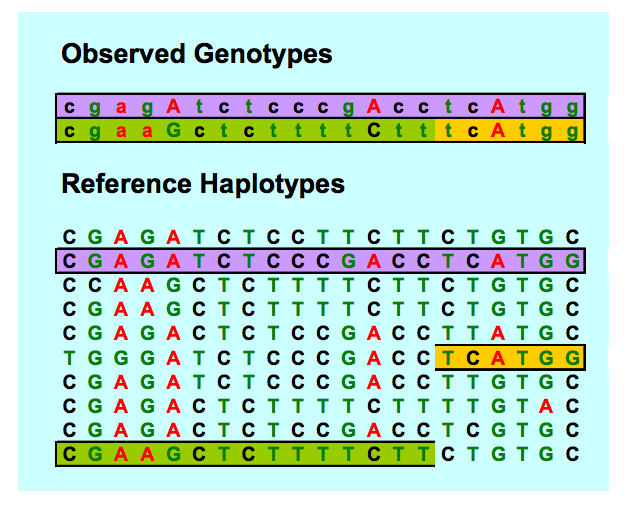 Observed Genotypes
c g a g A t c t c c c g A c c t c A t g g
c g a a G c t c t t t t C t t t c A t g g
Reference Haplotypes
C G A G A T C T C C T T C T T C T G T G C
C G A G A T C T C C C G A C C T C A T G G
C C A A G C T C T T T T C T T C T G T G C
C G A A G C T C T T T T C T T C T G T G C
C G A G A C T C T C C G A C C T T A T G C
T G G G A T C T C C C G A C C T C A T G G
C G A G A T C T C C C G A C C T T G T G C
C G A G A C T C T T T T C T T T T G T A C
C G A G A C T C T C C G A C C T C G T G C
C G A A G C T C T T T T C T T C T G T G C